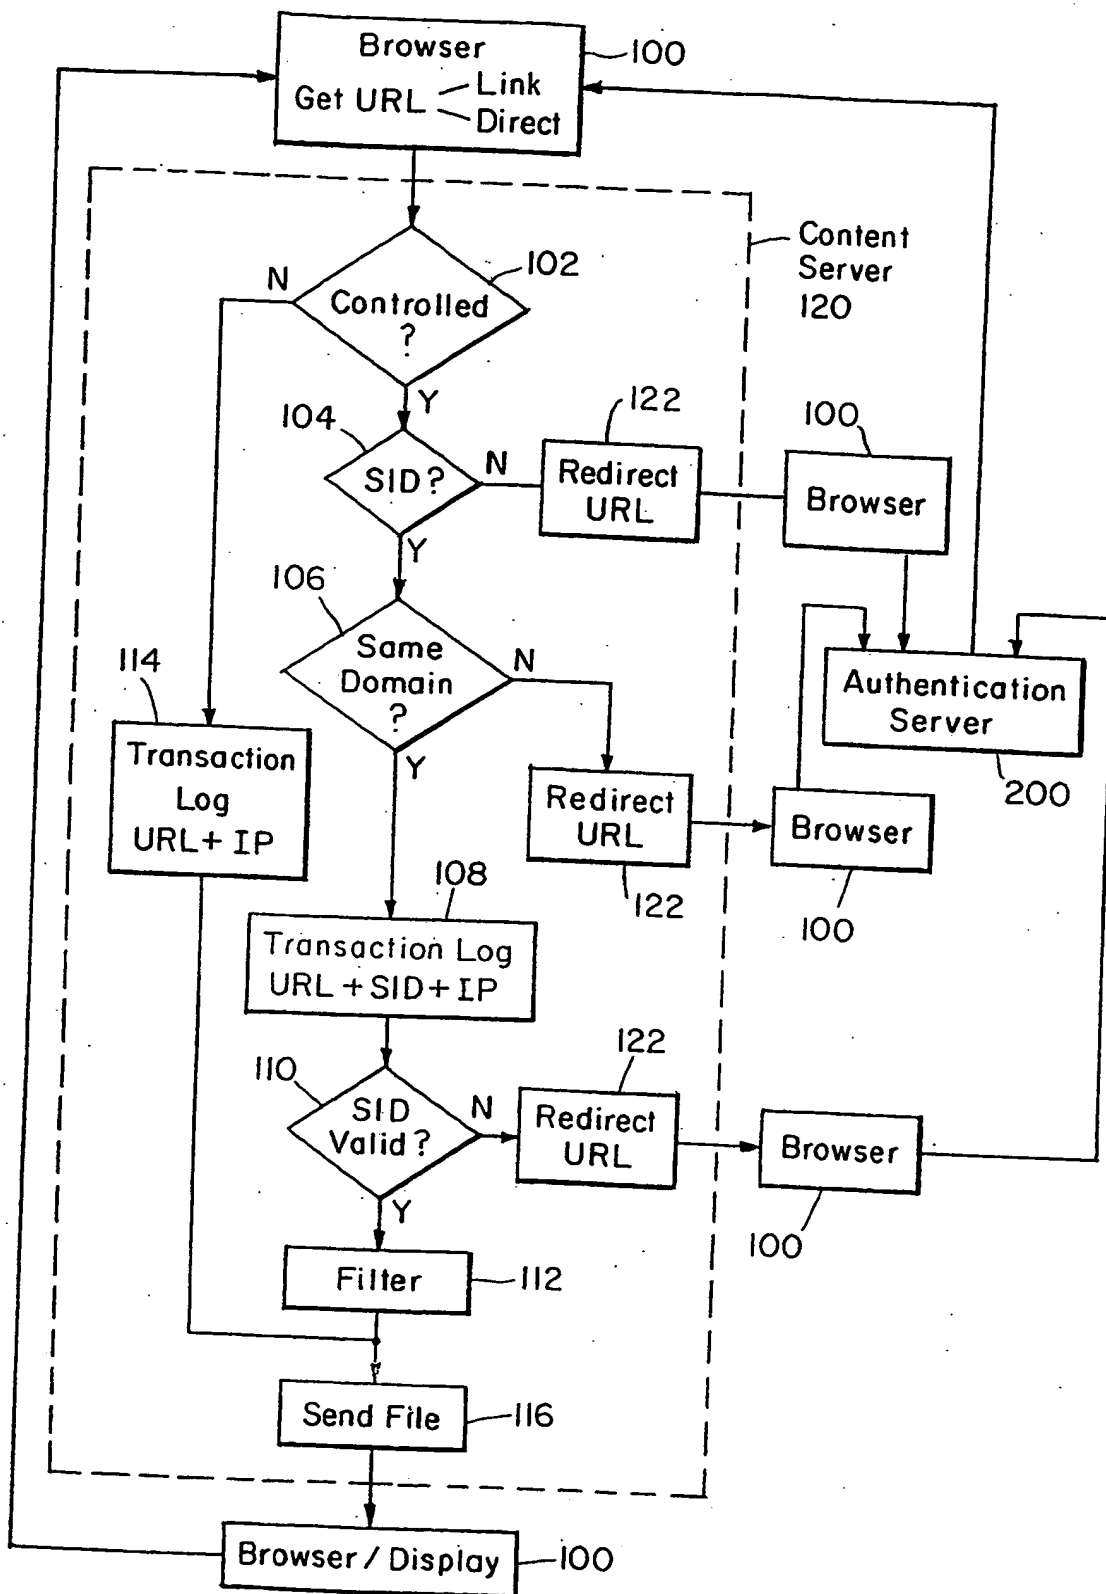 Browser
100
Get URL
Link
Direct
Content
Server
120
N
102
Controlled
?
Y
104
SID?
N
122
Redirect
URL
100
Browser
Y
106
Same
Domain
?
N
114
Transaction
Log
URL+ IP
Authentication
Server
200
Y
Redirect
URL
122
Browser
100
108
Transaction Log
URL + SID + IP
110
SID
Valid?
N
122
Redirect
URL
Browser
100
Y
Filter
112
Send File
116
Browser / Display
100